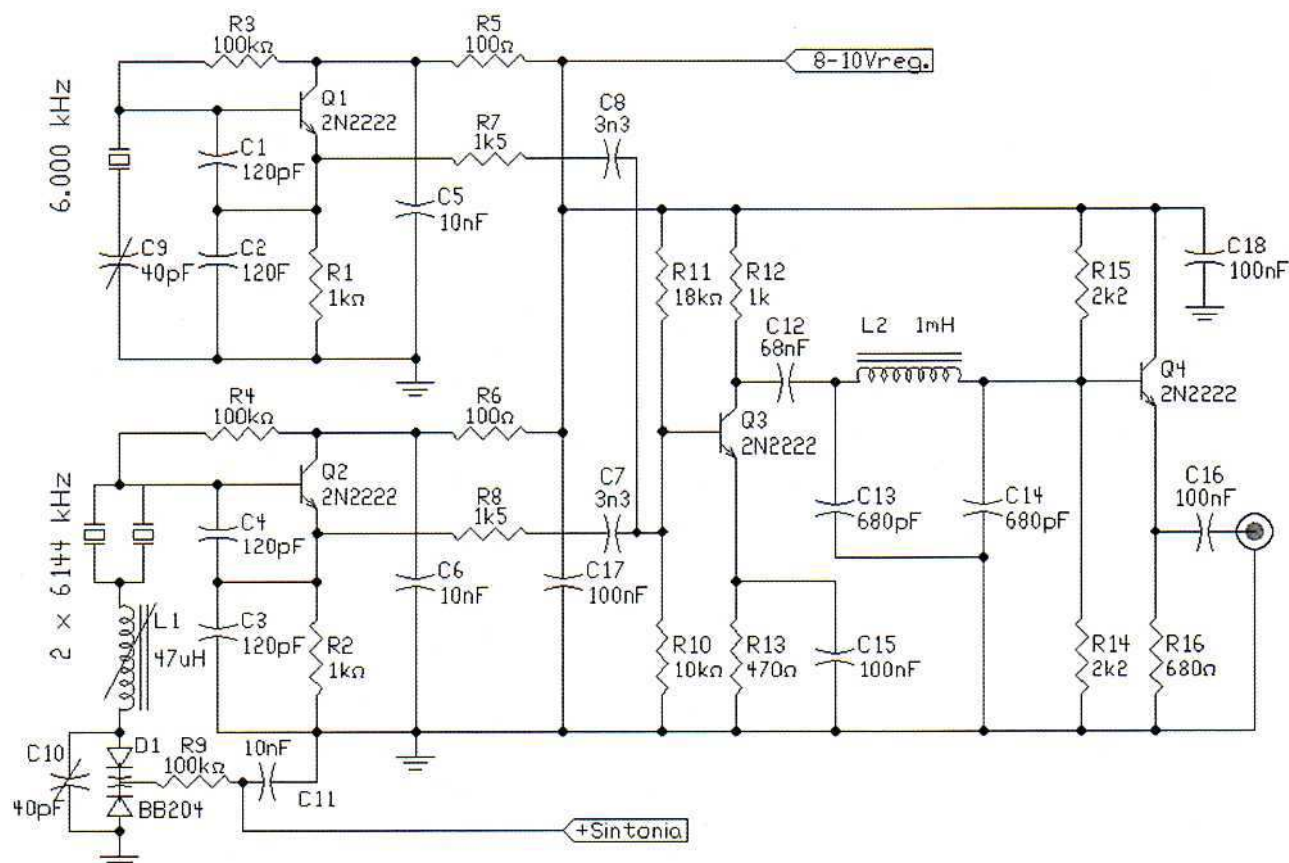 R3
100kΩ
R5
100Ω
8-10Vreg.
6.000 kHz
Q1
2N2222
C8
3n3
R7
1k5
C1
120pF
C5
10nF
C9
40pF
C2
120F
R1
1kΩ
R11
18kΩ
R12
1k
R15
2k2
C18
100nF
C12
68nF
L2 1mH
Q4
2N2222
R4
100kΩ
R6
100Ω
Q3
2N2222
2 x 6144 kHz
Q2
2N2222
C7
3n3
R8
1k5
C4
120pF
C16
100nF
C13
680pF
C14
680pF
C6
10nF
C17
100nF
L1
47uH
C3
120pF
R2
1kΩ
R10
10kΩ
R13
470Ω
C15
100nF
R14
2k2
R16
680Ω
C10
40pF
D1
BB204
R9
100kΩ
10nF
C11
+Sintonia